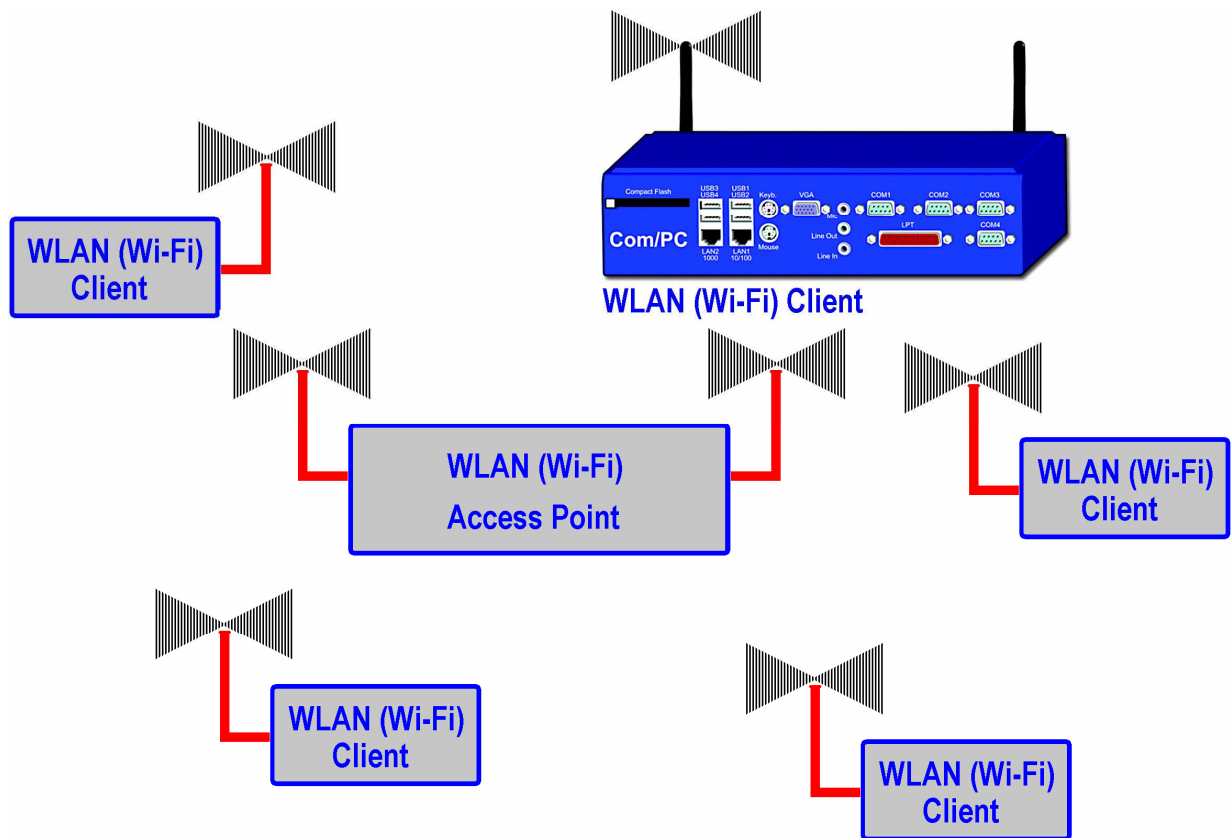 Compact Flash
USB3
USB4
USB1
USB2
Keyb.
VGA
COM1
COM2
COM3
Mic
LPT
COM4
Com/PC
Line Out
Mouse
LAN2
1000
LAN1
10/100
Line In
WLAN (Wi-Fi)
Client
WLAN (Wi-Fi) Client
WLAN (Wi-Fi)
Access Point
WLAN (Wi-Fi)
Client
WLAN (Wi-Fi)
Client
WLAN (Wi-Fi)
Client